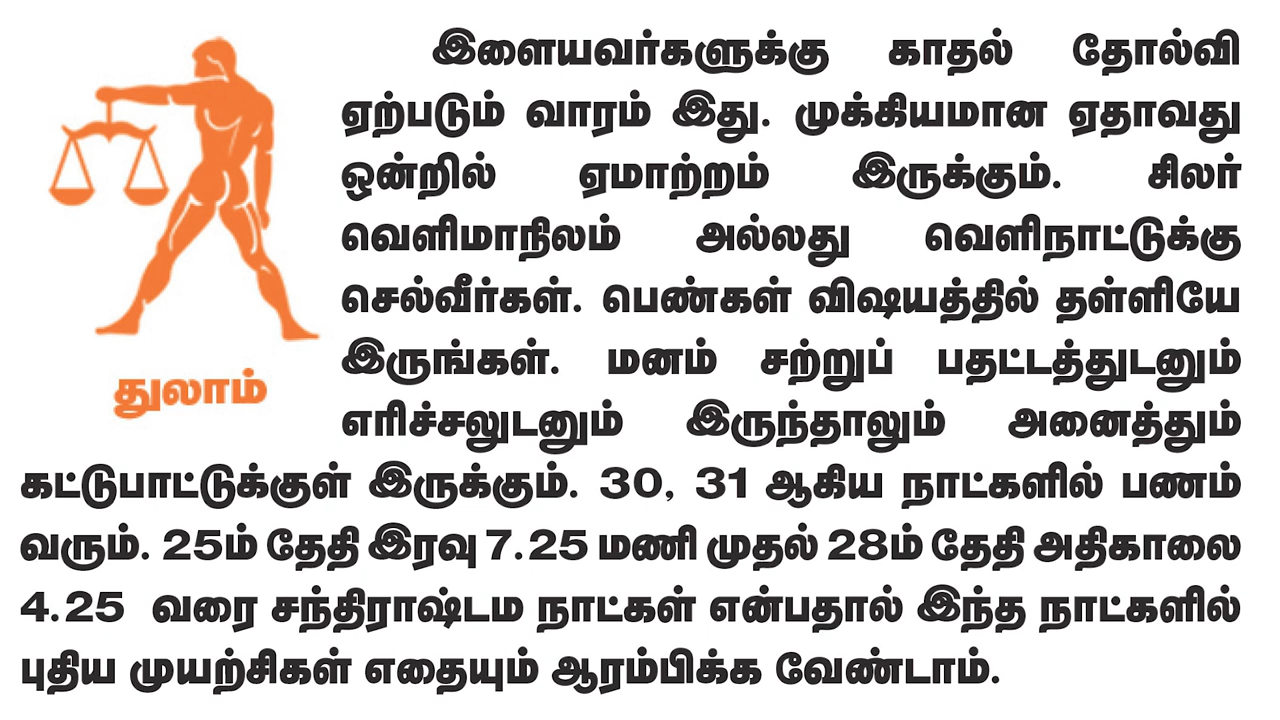 இளையவர்களுக்கு காதல் தோல்வி
ஏற்படும் வாரம் இது. முக்கியமான ஏதாவது
ஒன்றில் ஏமாற்றம் இருக்கும். சிலர்
வெளிமாநிலம் அல்லது வெளிநாட்டுக்கு
செல்வீர்கள். பெண்கள் விஷயத்தில் தள்ளியே
இருங்கள். மனம் சற்றுப் பதட்டத்துடனும்
எரிச்சலுடனும் இருந்தாலும் அனைத்தும்
கட்டுபாட்டுக்குள் இருக்கும். 30, 31 ஆகிய நாட்களில் பணம்
வரும். 25ம் தேதி இரவு 7.25 மணி முதல் 28ம் தேதி அதிகாலை
4.25 வரை சந்திராஷ்டம நாட்கள் என்பதால் இந்த நாட்களில்
புதிய முயற்சிகள் எதையும் ஆரம்பிக்க வேண்டாம்.
துலாம்